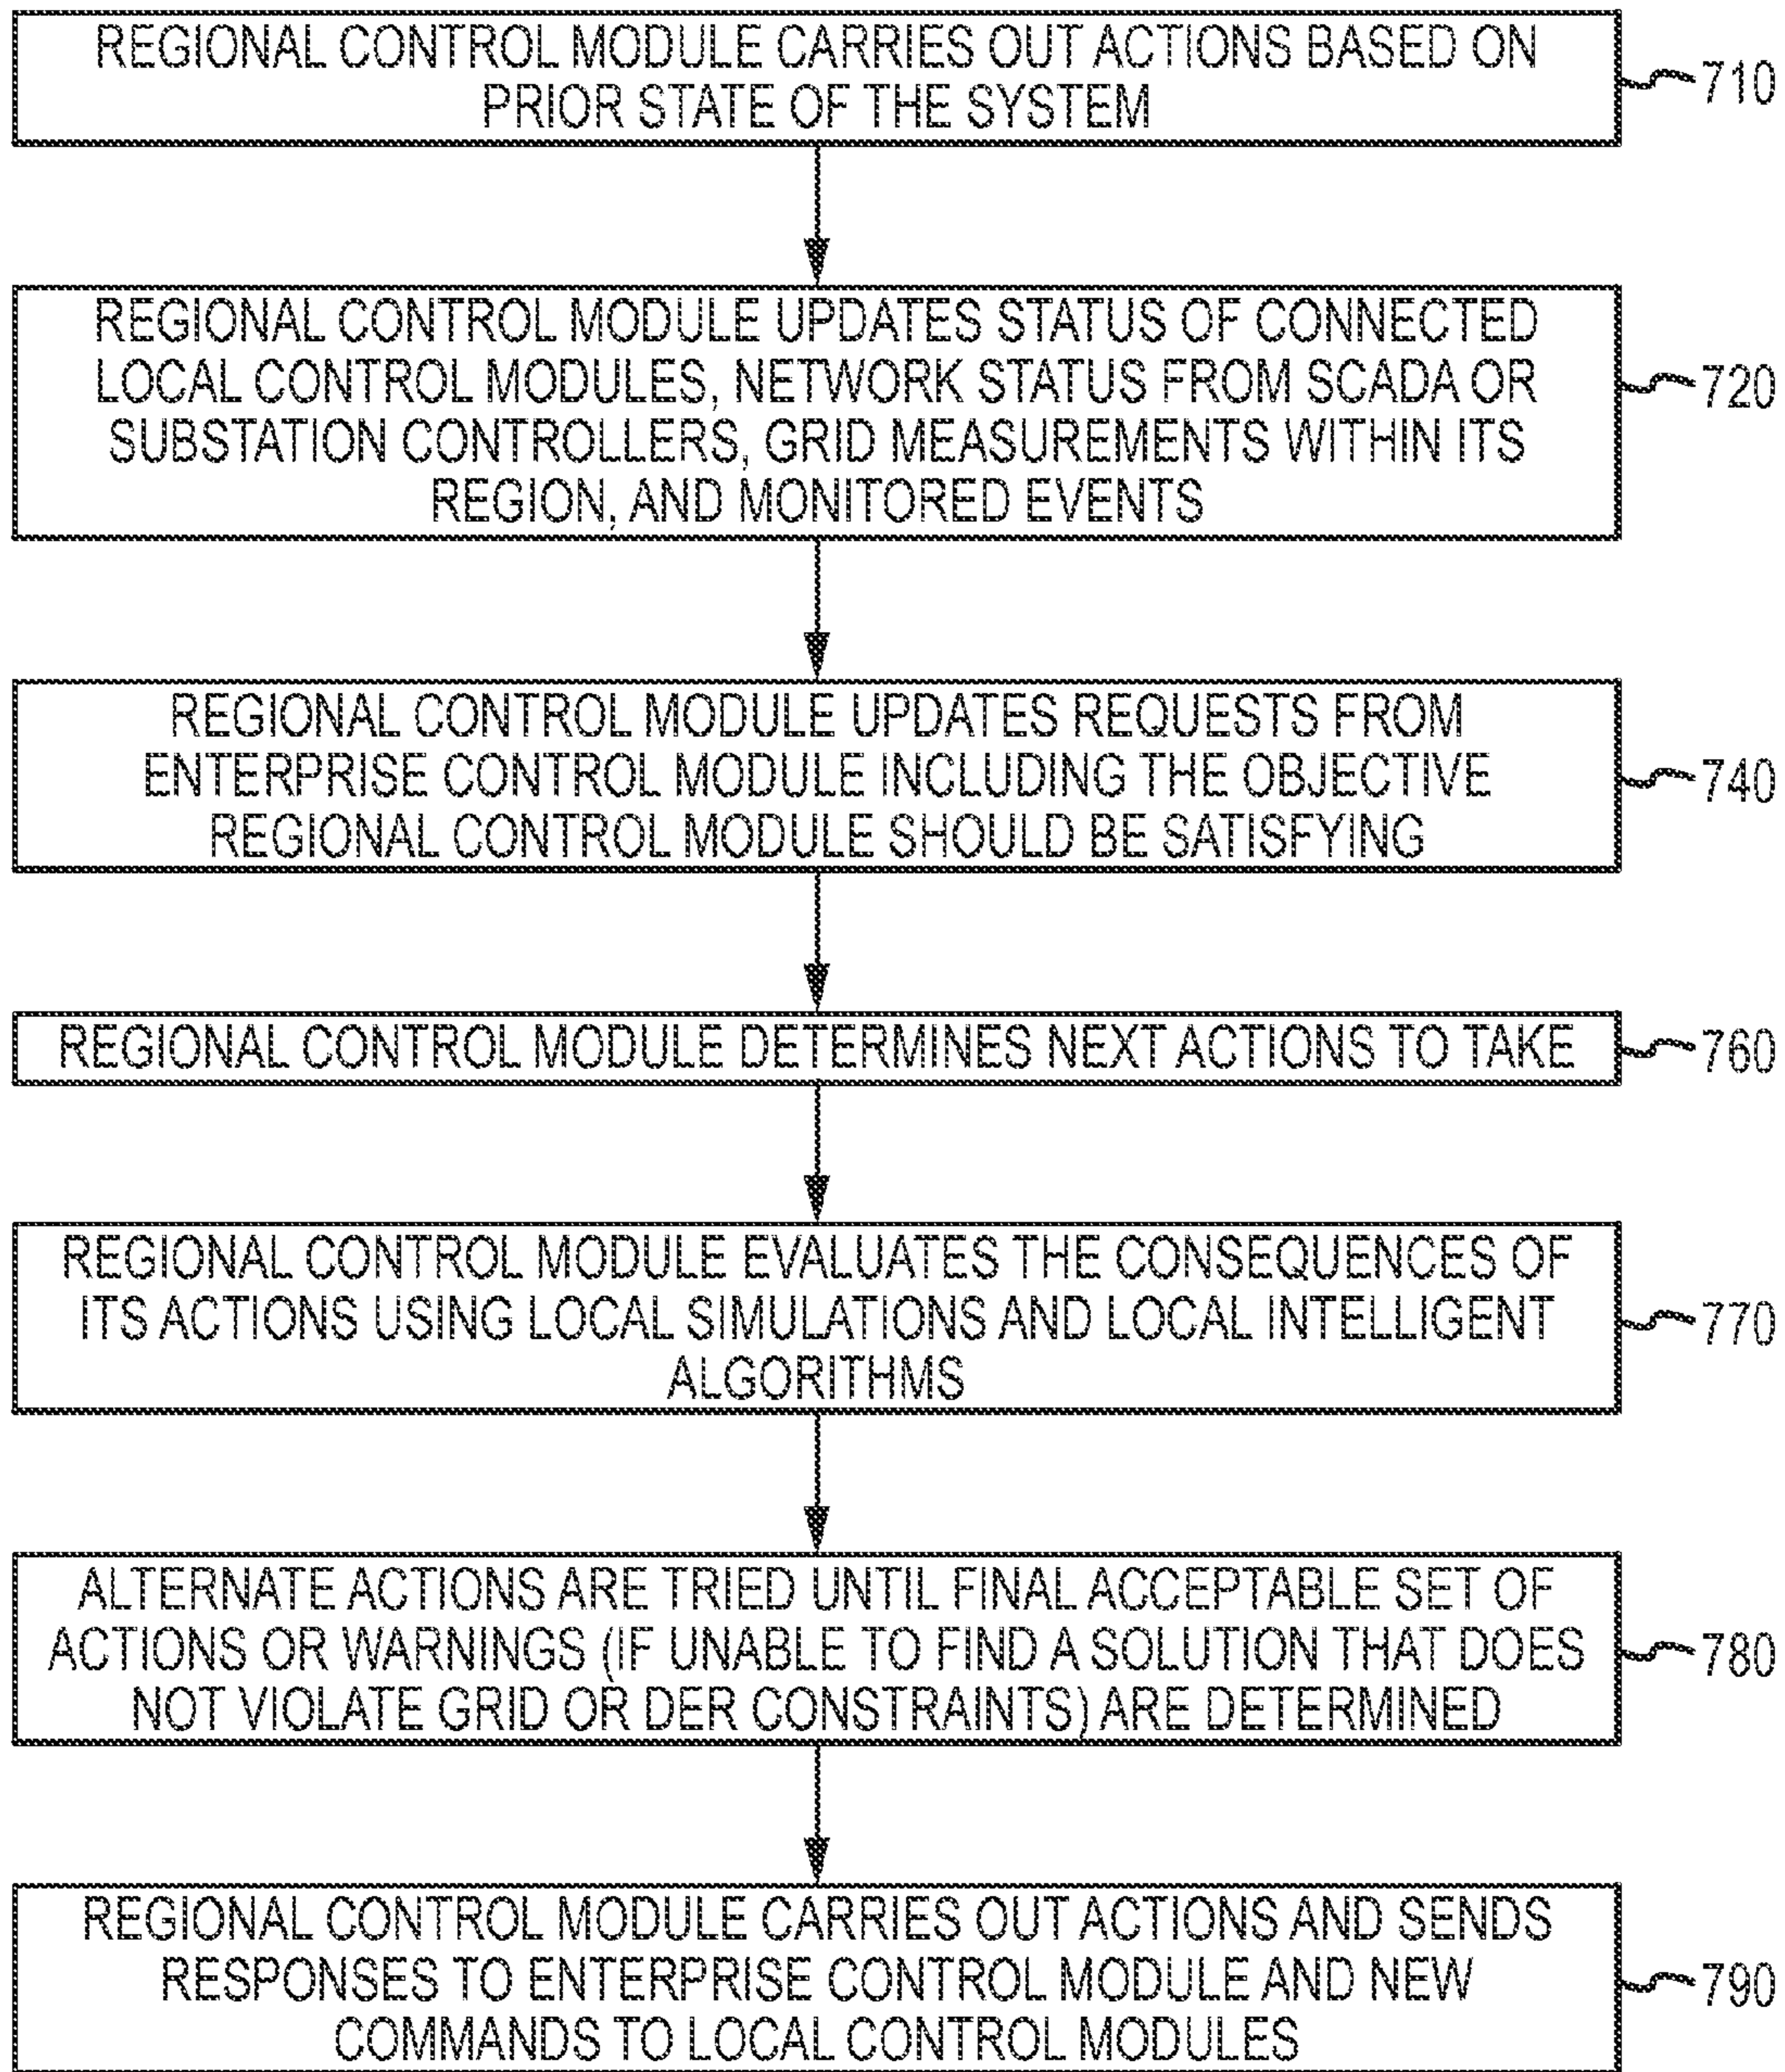 REGIONAL CONTROL MODULE CARRIES OUT ACTIONS BASED ON
PRIOR STATE OF THE SYSTEM
710
REGIONAL CONTROL MODULE UPDATES STATUS OF CONNECTED
LOCAL CONTROL MODULES, NETWORK STATUS FROM SCADA OR
SUBSTATION CONTROLLERS, GRID MEASUREMENTS WITHIN ITS
REGION, AND MONITORED EVENTS
720
REGIONAL CONTROL MODULE UPDATES REQUESTS FROM
ENTERPRISE CONTROL MODULE INCLUDING THE OBJECTIVE
REGIONAL CONTROL MODULE SHOULD BE SATISFYING
740
REGIONAL CONTROL MODULE DETERMINES NEXT ACTIONS TO TAKE
760
REGIONAL CONTROL MODULE EVALUATES THE CONSEQUENCES OF
ITS ACTIONS USING LOCAL SIMULATIONS AND LOCAL INTELLIGENT
ALGORITHMS
770
ALTERNATE ACTIONS ARE TRIED UNTIL FINAL ACCEPTABLE SET OF
ACTIONS OR WARNINGS (IF UNABLE TO FIND A SOLUTION THAT DOES
NOT VIOLATE GRID OR DER CONSTRAINTS) ARE DETERMINED
780
REGIONAL CONTROL MODULE CARRIES OUT ACTIONS AND SENDS
RESPONSES TO ENTERPRISE CONTROL MODULE AND NEW
COMMANDS TO LOCAL CONTROL MODULES
790